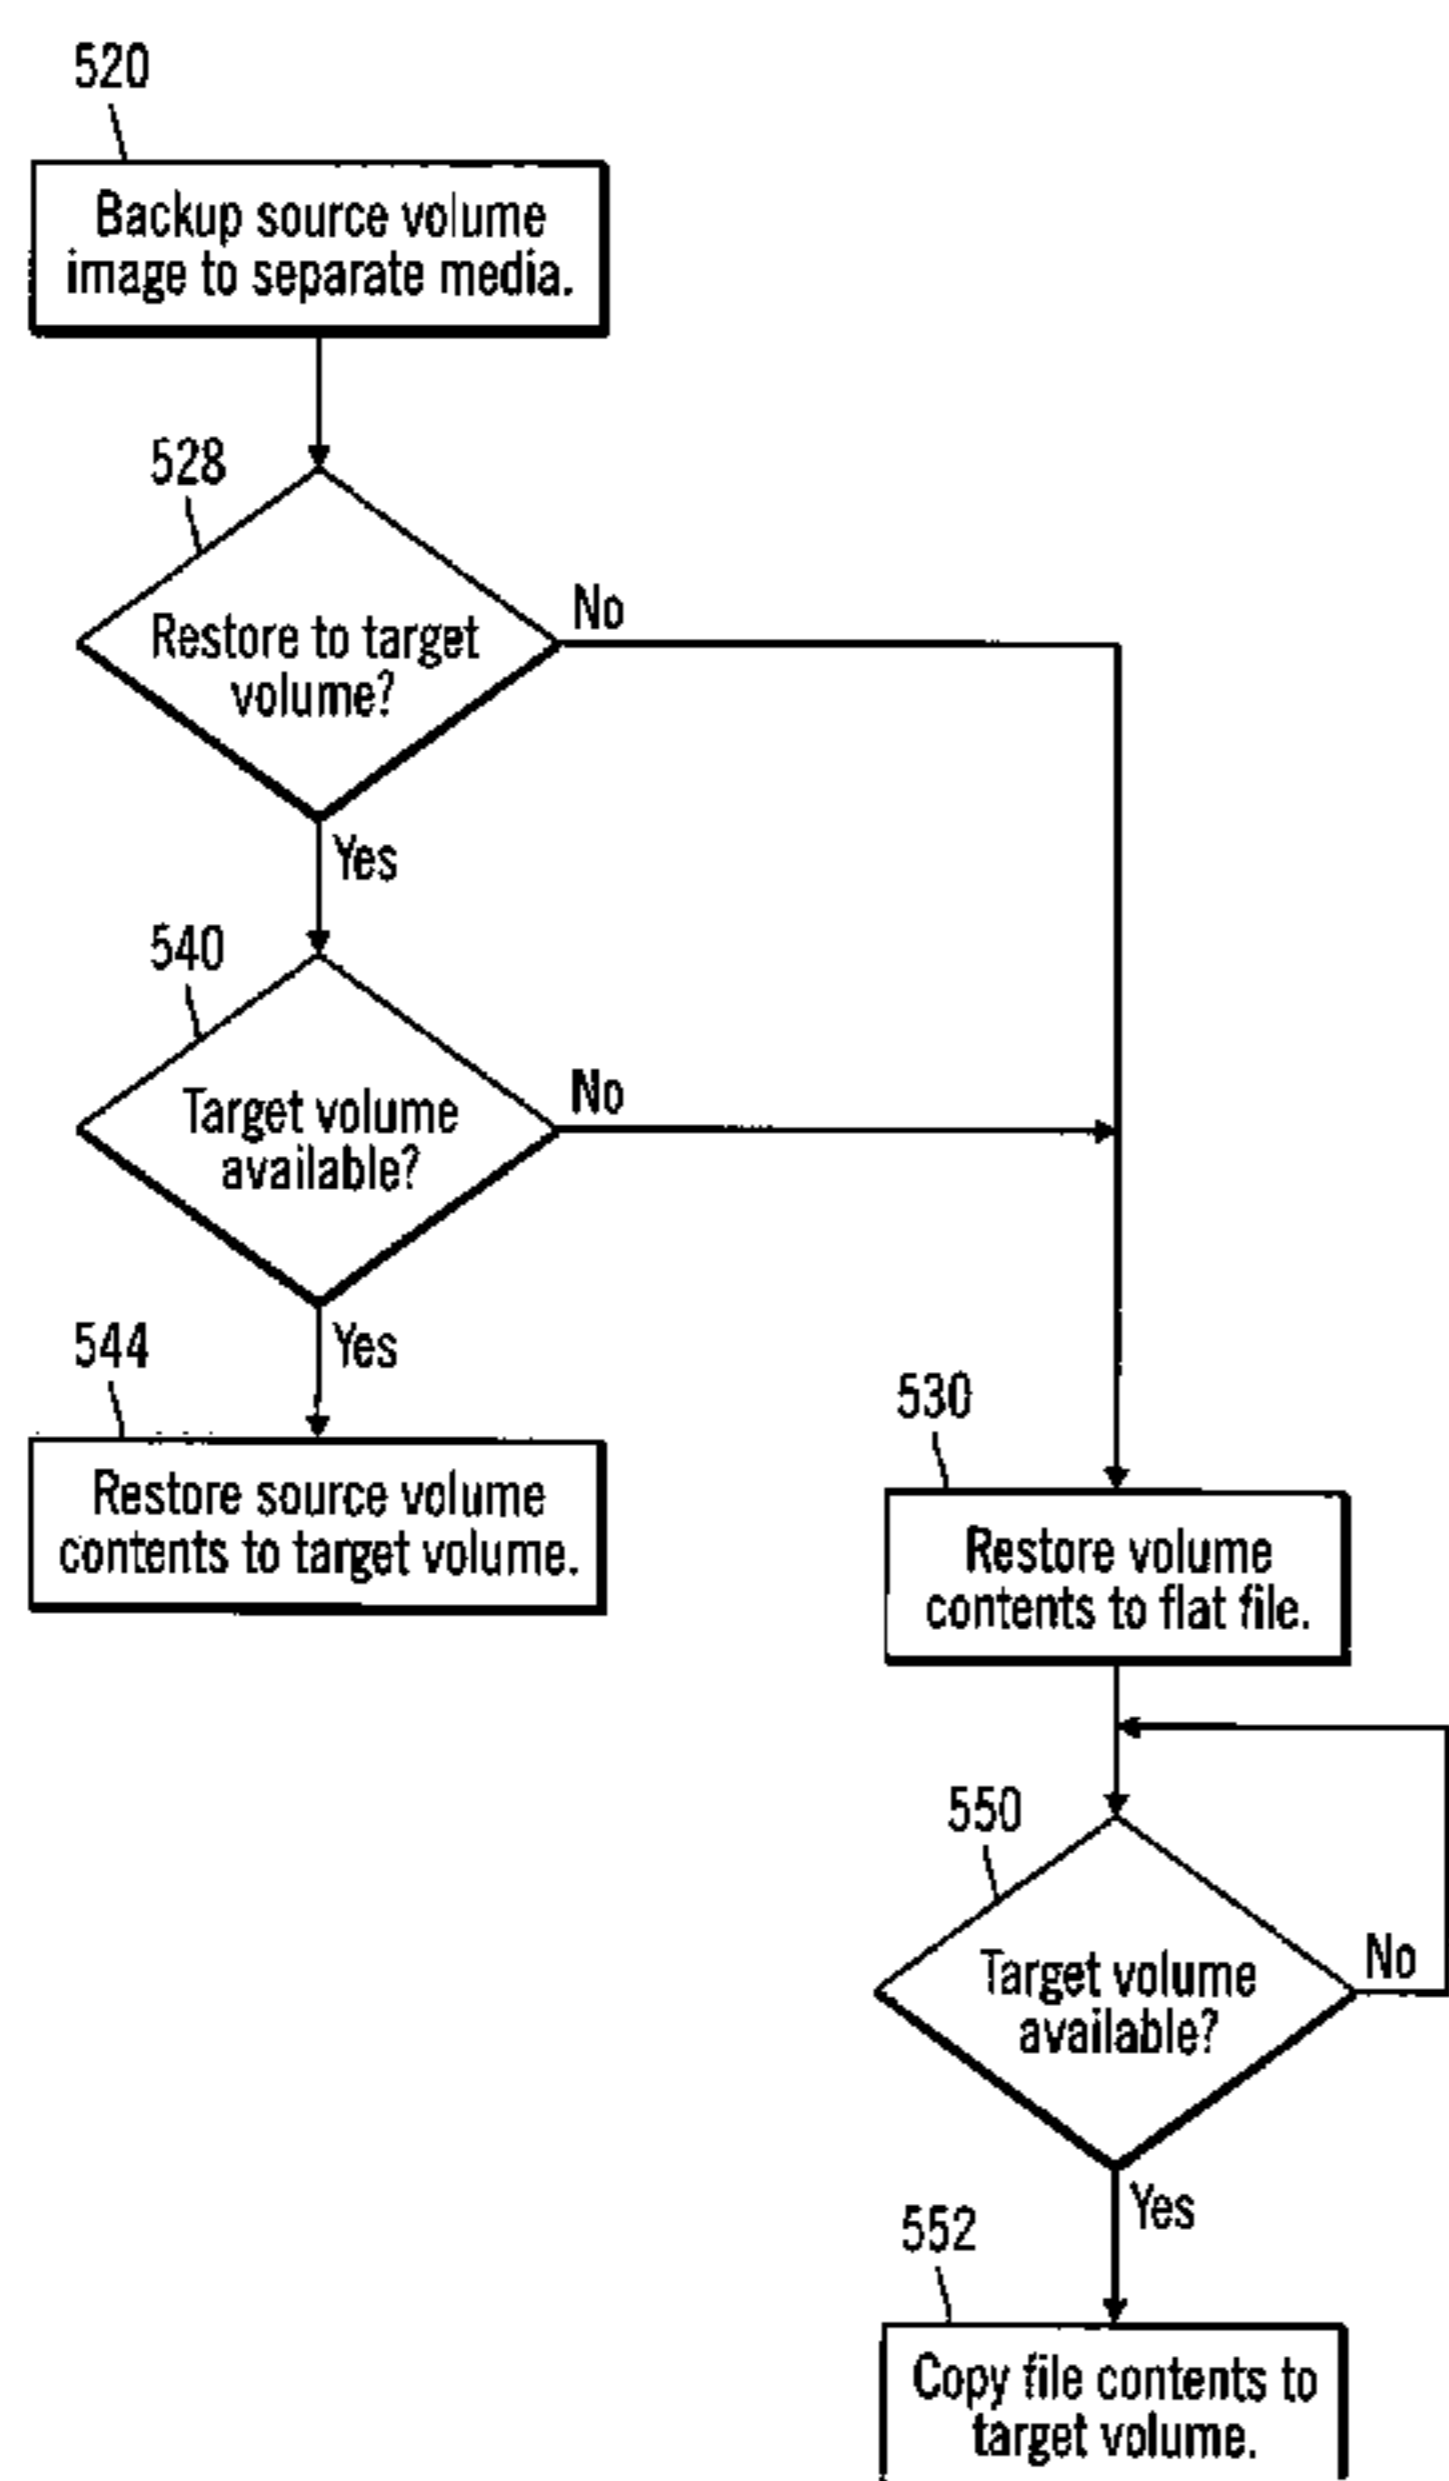 520
Backup source volume
image to separate media.
528
Restore to target
volume?
No
Yes
540
Target volume
available?
No
Yes
544
Restore source volume
contents to target volume.
530
Restore volume
contents to flat file.
550
Target volume
available?
No
Yes
552
Copy file contents to
target volume.